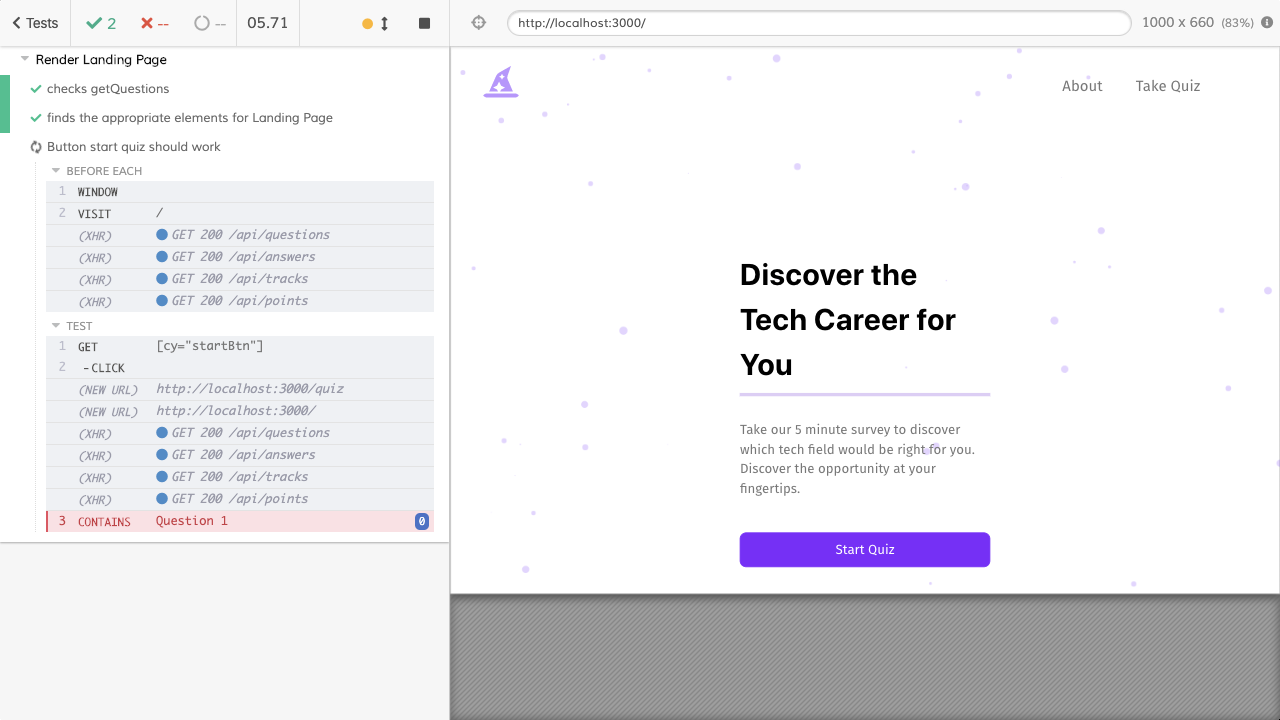 Tests
2
--
--
05.71
http://localhost:3000/
1000 x 660 (83%)
Render Landing Page
checks getQuestions
finds the appropriate elements for Landing Page
Button start quiz should work
BEFORE EACH
1 WINDOW
2 VISIT /
(XHR) GET 200 /api/questions
(XHR) GET 200 /api/answers
(XHR) GET 200 /api/tracks
(XHR) GET 200 /api/points
TEST
1 GET [cy="startBtn"]
2 -CLICK
(NEW URL) http://localhost:3000/quiz
(NEW URL) http://localhost:3000/
(XHR) GET 200 /api/questions
(XHR) GET 200 /api/answers
(XHR) GET 200 /api/tracks
(XHR) GET 200 /api/points
3 CONTAINS Question 1 0
About Take Quiz
Discover the
Tech Career for
You
Take our 5 minute survey to discover
which tech field would be right for you.
Discover the opportunity at your
fingertips.
Start Quiz